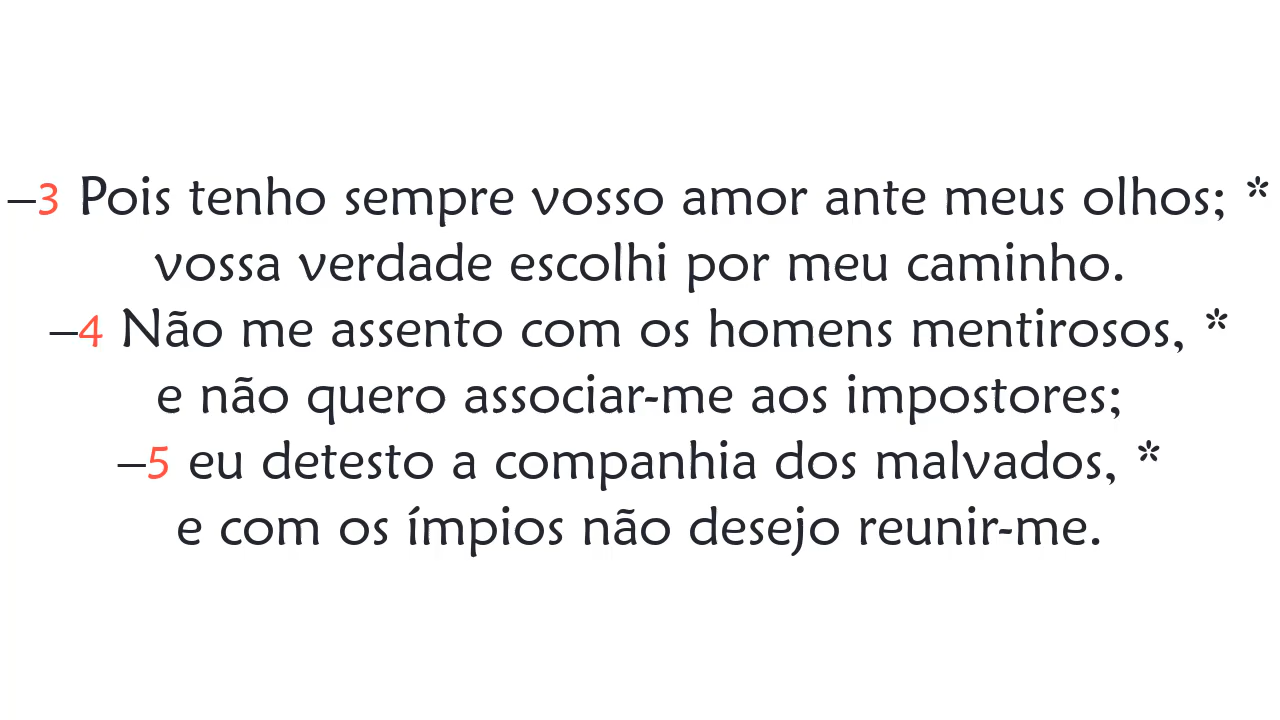 –3 Pois tenho sempre vosso amor ante meus olhos; *
vossa verdade escolhi por meu caminho.
–4 Não me assento com os homens mentirosos, *
e não quero associar-me aos impostores;
–5 eu detesto a companhia dos malvados, *
e com os ímpios não desejo reunir-me.